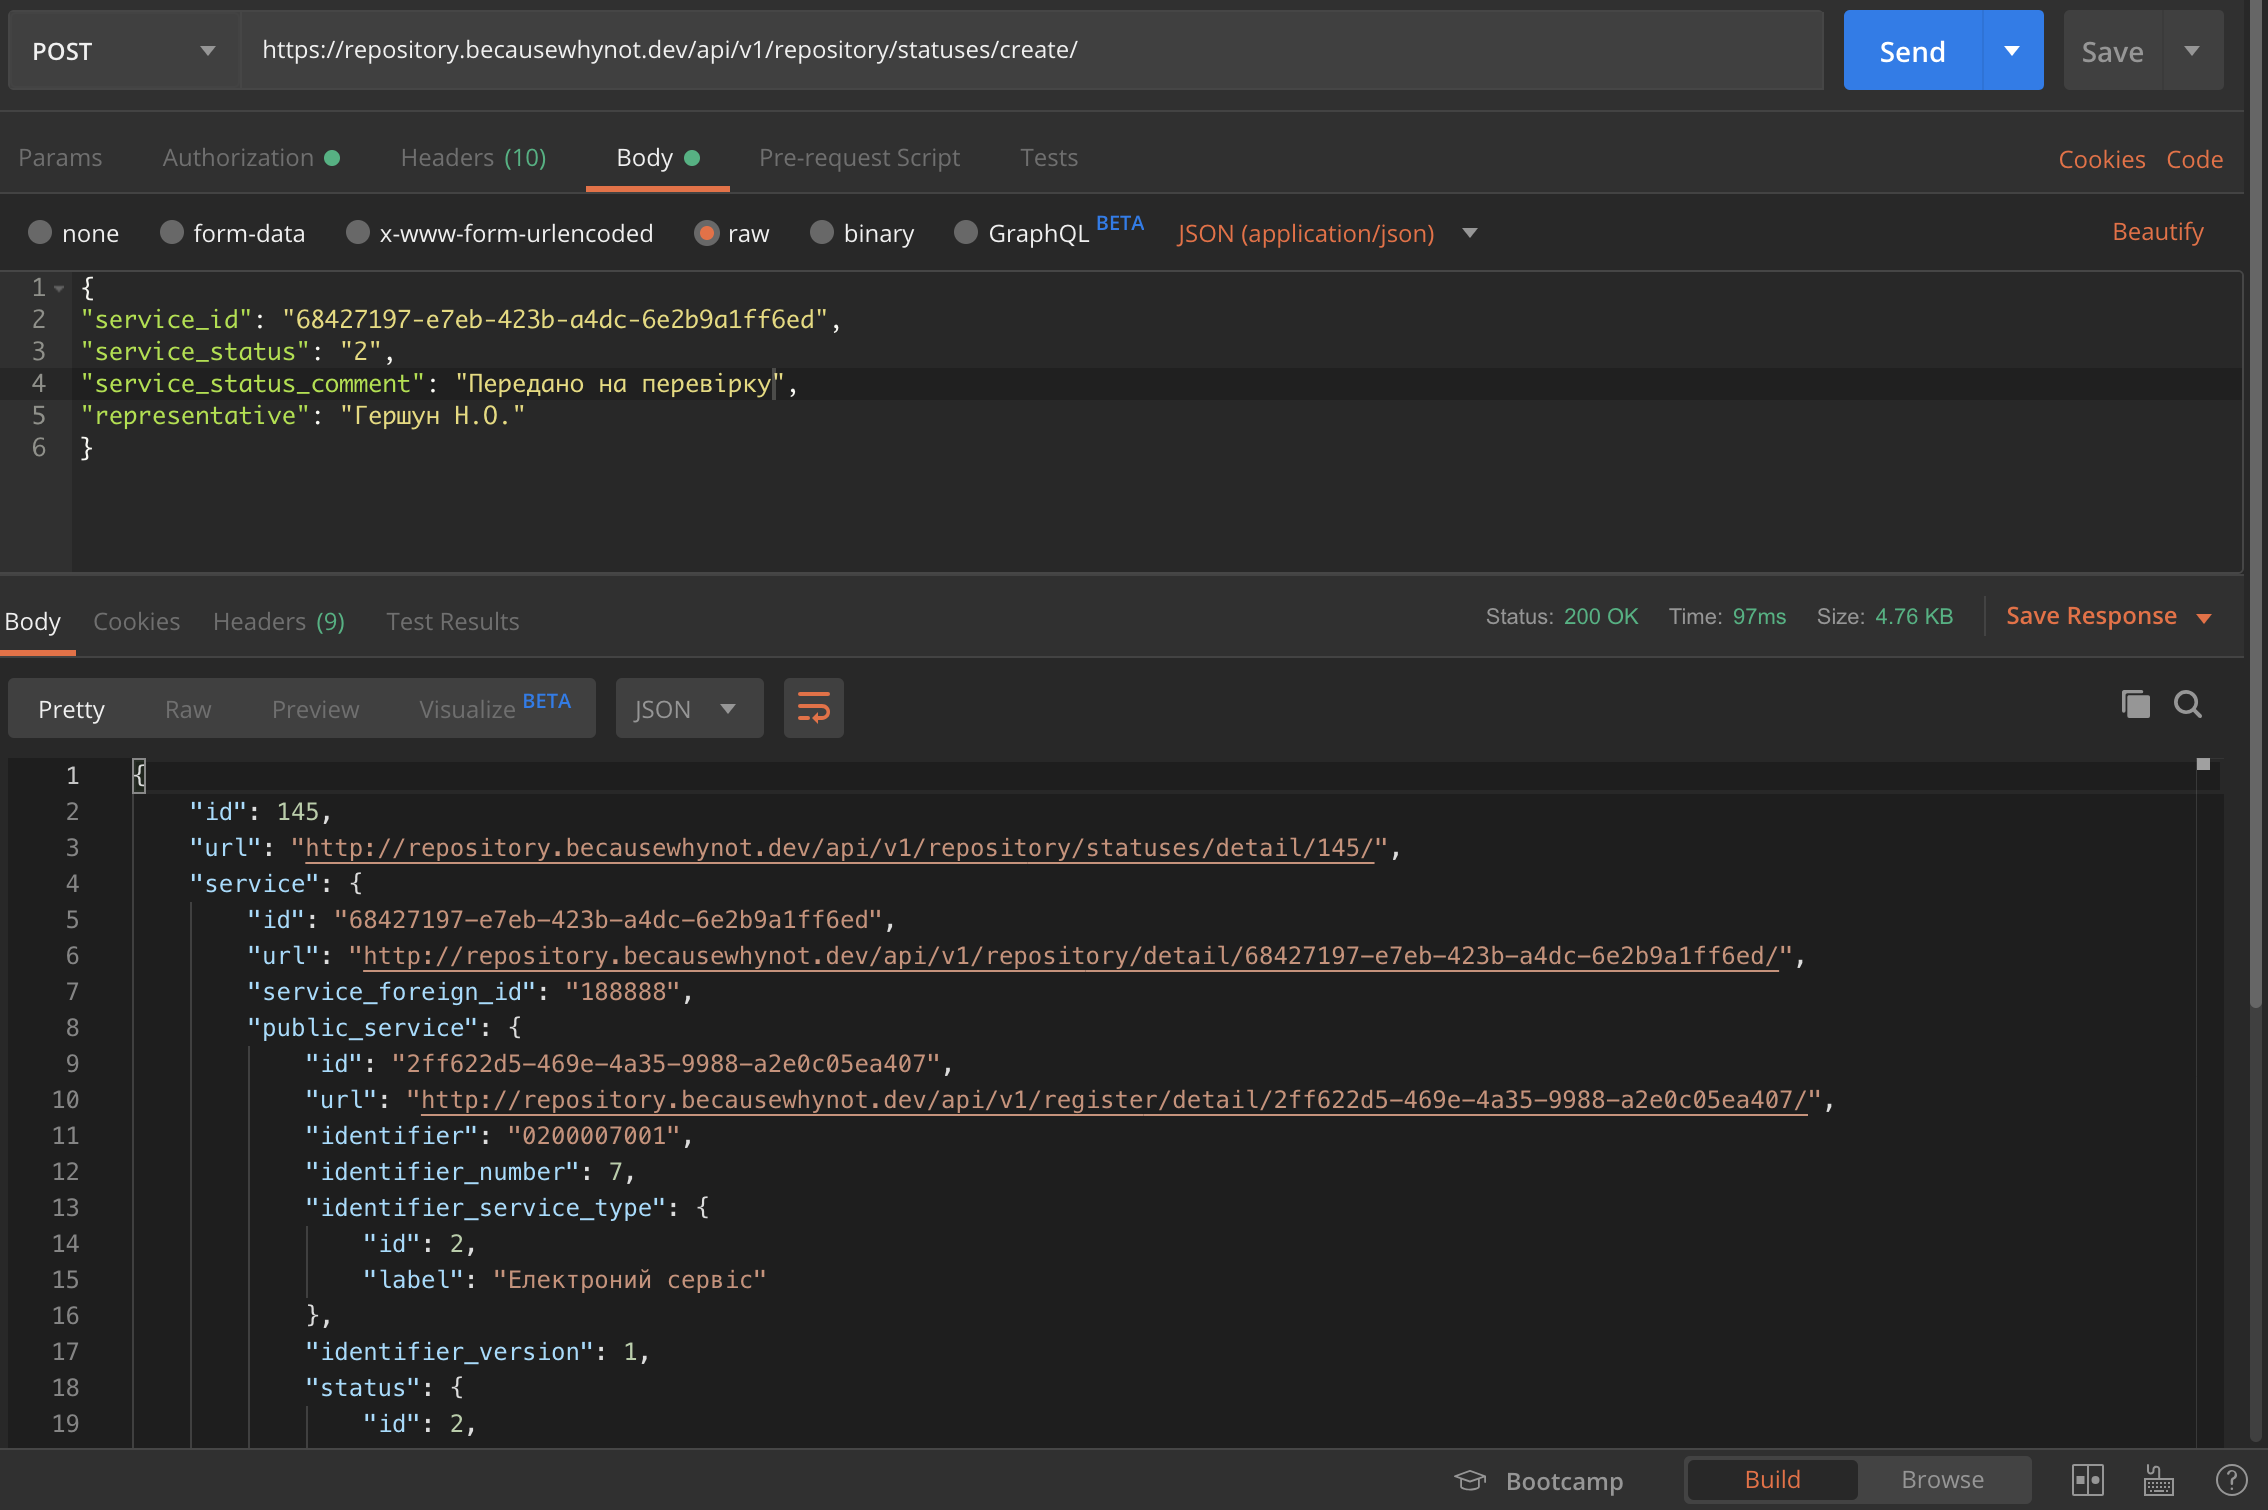 POST https://repository.becausewhynot.dev/api/v1/repository/statuses/create/ Send Save
Params Authorization Headers (10) Body Pre-request Script Tests Cookies Code
none form-data x-www-form-urlencoded raw binary GraphQL BETA JSON (application/json) Beautify
1 {
2 "service_id": "68427197-e7eb-423b-a4dc-6e2b9a1ff6ed",
3 "service_status": "2",
4 "service_status_comment": "Передано на перевірку",
5 "representative": "Гершун Н.О."
6 }
Body Cookies Headers (9) Test Results Status: 200 OK Time: 97ms Size: 4.76 KB Save Response
Pretty Raw Preview Visualize BETA JSON
1 {
2 "id": 145,
3 "url": "http://repository.becausewhynot.dev/api/v1/repository/statuses/detail/145/",
4 "service": {
5 "id": "68427197-e7eb-423b-a4dc-6e2b9a1ff6ed",
6 "url": "http://repository.becausewhynot.dev/api/v1/repository/detail/68427197-e7eb-423b-a4dc-6e2b9a1ff6ed/",
7 "service_foreign_id": "188888",
8 "public_service": {
9 "id": "2ff622d5-469e-4a35-9988-a2e0c05ea407",
10 "url": "http://repository.becausewhynot.dev/api/v1/register/detail/2ff622d5-469e-4a35-9988-a2e0c05ea407/",
11 "identifier": "0200007001",
12 "identifier_number": 7,
13 "identifier_service_type": {
14 "id": 2,
15 "label": "Електроний сервіс"
16 },
17 "identifier_version": 1,
18 "status": {
19 "id": 2,
Bootcamp Build Browse